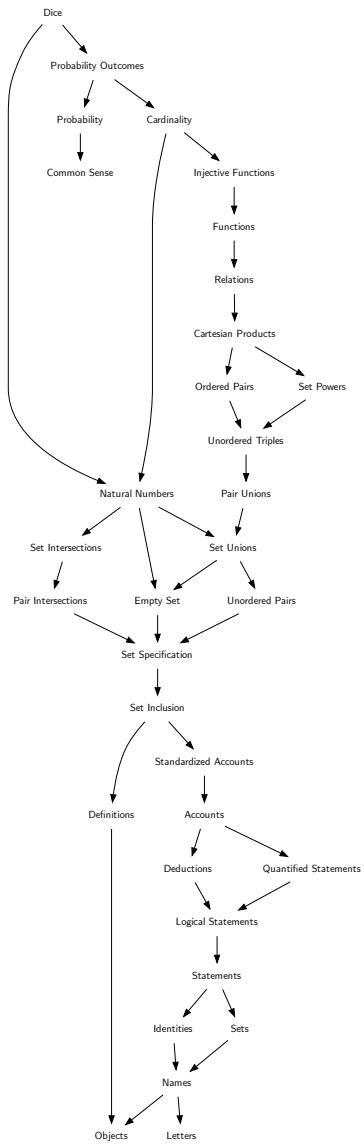 Dice
Probability Outcomes
Probability
Cardinality
Common Sense
Injective Functions
Functions
Relations
Cartesian Products
Ordered Pairs
Set Powers
Unordered Triples
Natural Numbers
Pair Unions
Set Intersections
Set Unions
Pair Intersections
Empty Set
Unordered Pairs
Set Specification
Set Inclusion
Standardized Accounts
Definitions
Accounts
Deductions
Quantified Statements
Logical Statements
Statements
Identities
Sets
Names
Objects
Letters